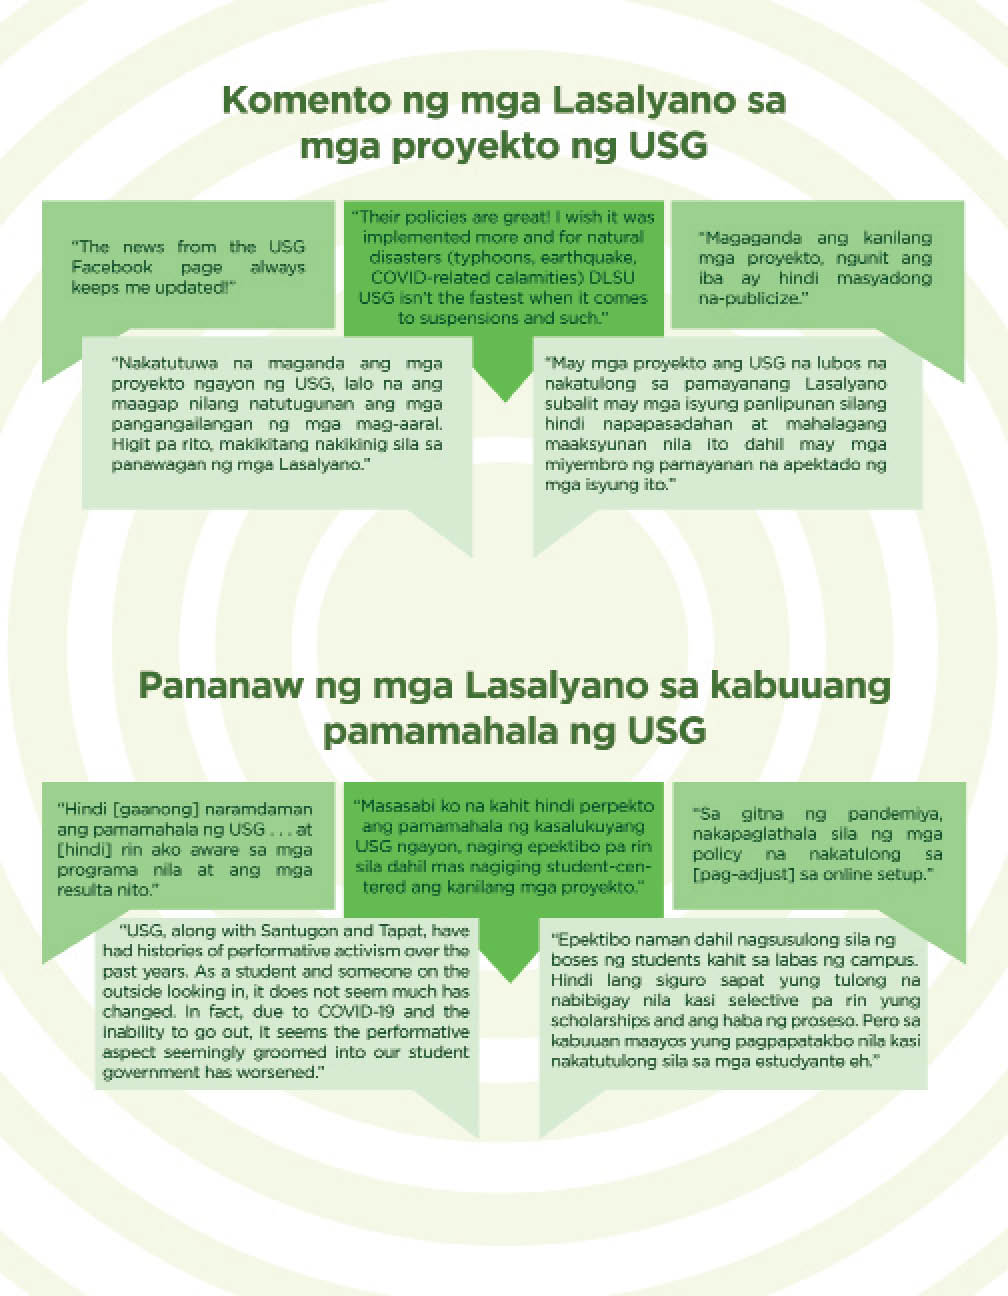 Komento ng mga Lasalyano sa
mga proyekto ng USG
“The news from the USG
Facebook page always
keeps me updated!”
“Their policies are great! I wish it was
implemented more and for natural
disasters (typhoons, earthquake,
COVID-related calamities) DLSU
USG isn’t the fastest when it comes
to suspensions and such.”
“Magaganda ang kanilang
mga proyekto, ngunit ang
iba ay hindi masyadong
na-publicize.”
“Nakatutuwa na maganda ang mga
proyekto ngayon ng USG, lalo na ang
maagap nilang natutugunan ang mga
pangangailangan ng mga mag-aaral.
Higit pa rito, makikitang nakikinig sila sa
panawagan ng mga Lasalyano.”
“May mga proyekto ang USG na lubos na
nakatulong sa pamayanang Lasalyano
subalit may mga isyung panlipunan silang
hindi napapasadahan at mahalagang
maaksyunan nila ito dahil may mga
miyembro ng pamayanan na apektado ng
mga isyung ito.”
Pananaw ng mga Lasalyano sa kabuuang
pamamahala ng USG
“Hindi [gaanong] naramdaman
ang pamamahala ng USG . . . at
[hindi] rin ako aware sa mga
programa nila at ang mga
resulta nito.”
“Masasabi ko na kahit hindi perpekto
ang pamamahala ng kasalukuyang
USG ngayon, naging epektibo pa rin
sila dahil mas nagiging student-cen-
tered ang kanilang mga proyekto.”
“Sa gitna ng pandemiya,
nakapaglathala sila ng mga
policy na nakatulong sa
[pag-adjust] sa online setup.”
“USG, along with Santugon and Tapat, have
had histories of performative activism over the
past years. As a student and someone on the
outside looking in, it does not seem much has
changed. In fact, due to COVID-19 and the
inability to go out, it seems the performative
aspect seemingly groomed into our student
government has worsened.”
“Epektibo naman dahil nagsusulong sila ng
boses ng students kahit sa labas ng campus.
Hindi lang siguro sapat yung tulong na
nabibigay nila kasi selective pa rin yung
scholarships and ang haba ng proseso. Pero sa
kabuuan maayos yung pagpapatakbo nila kasi
nakatutulong sila sa mga estudyante eh.”